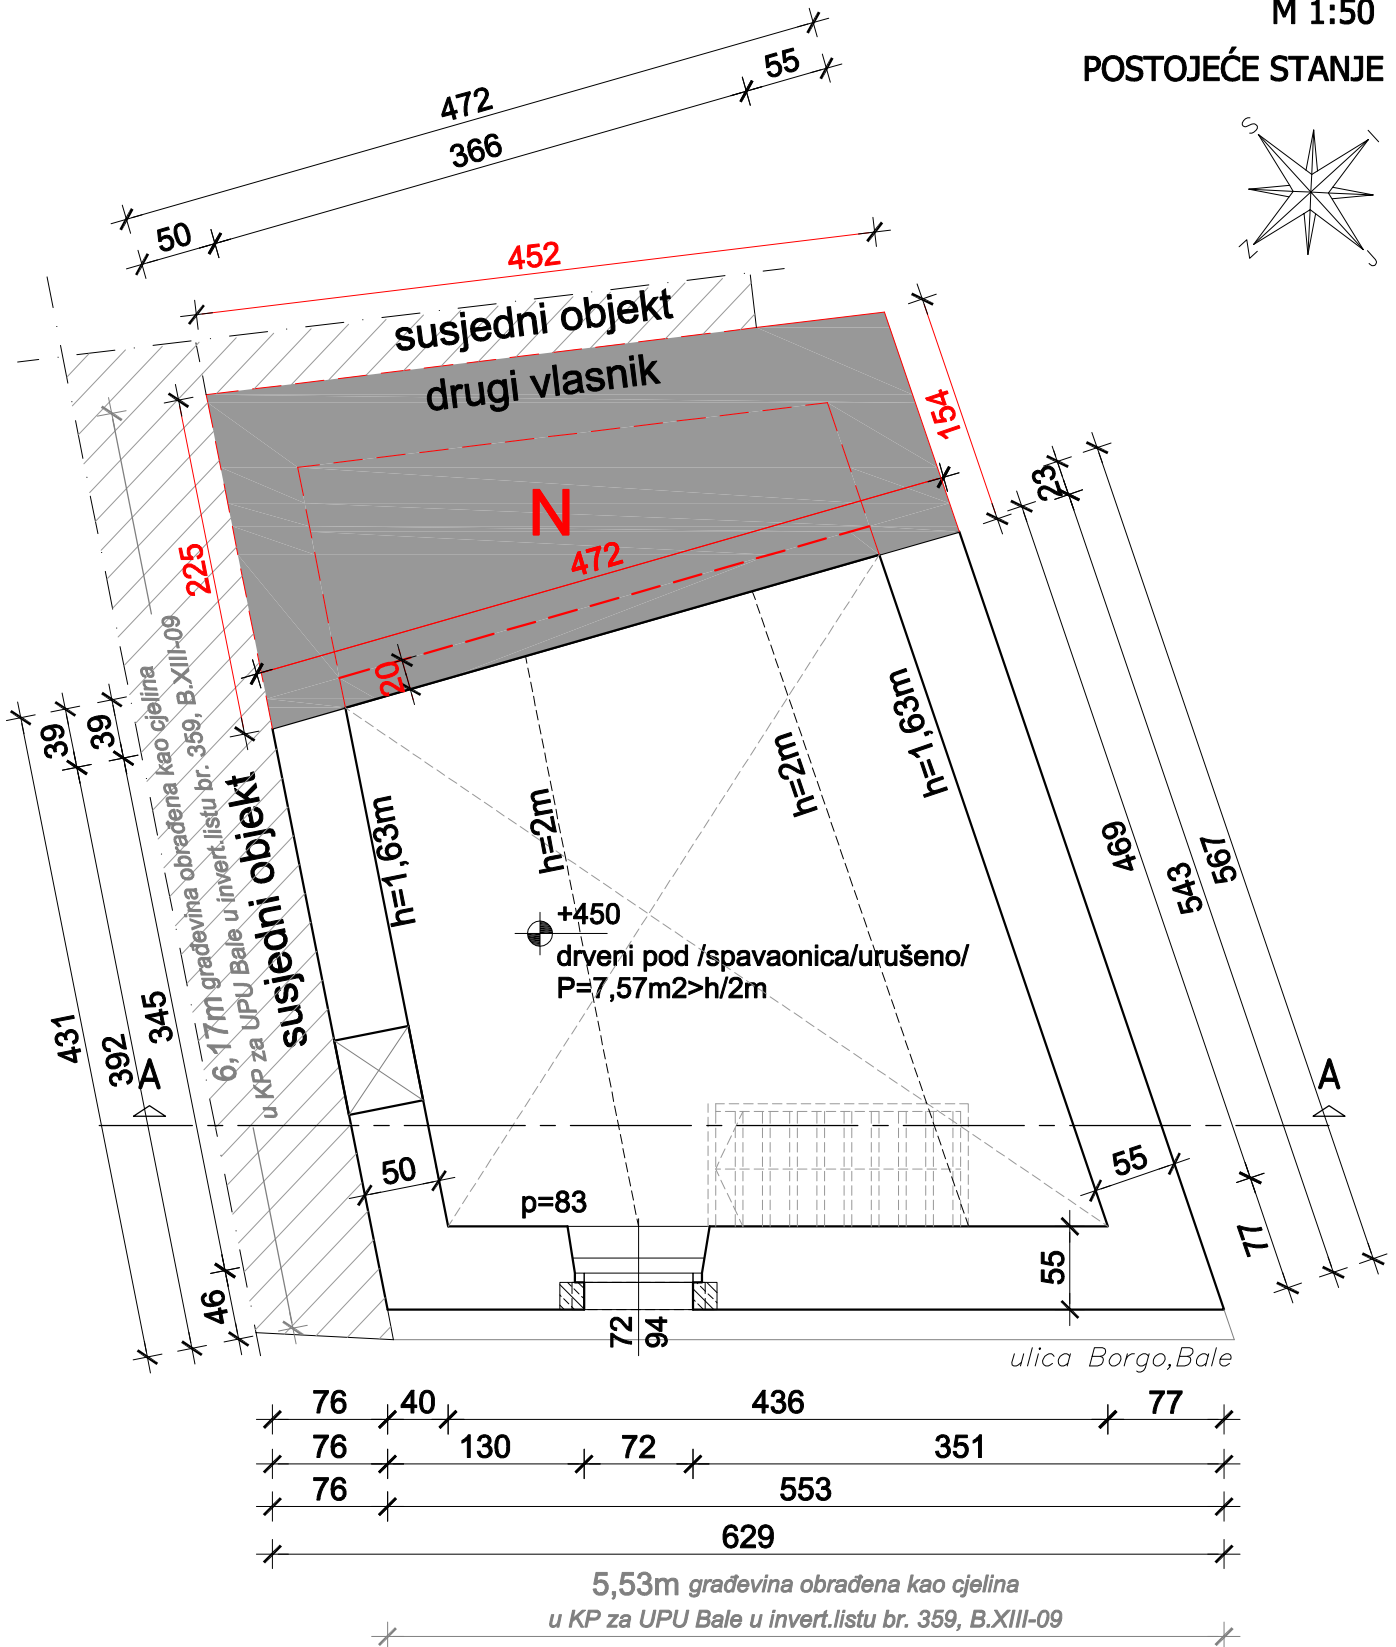 M 1:50
POSTOJEĆE STANJE
S
I
Z
J
472
55
366
50
452
susjedni objekt
drugi vlasnik
154
N
472
225
20
23
39
39
h=1,63m
h=2m
h=2m
h=1,63m
+450
drveni pod /spavaonica/urušeno/
P=7,57m2>h/2m
susjedni objekt
6,17m građevina obrađena kao cjelina
u KP za UPU Bale u invert.listu br. 359, B.XIII-09
431
392
345
46
469
543
567
77
A
A
50
55
p=83
55
72
94
ulica Borgo,Bale
76 40 436 77
76 130 72 351
76 553
629
5,53m građevina obrađena kao cjelina
u KP za UPU Bale u invert.listu br. 359, B.XIII-09